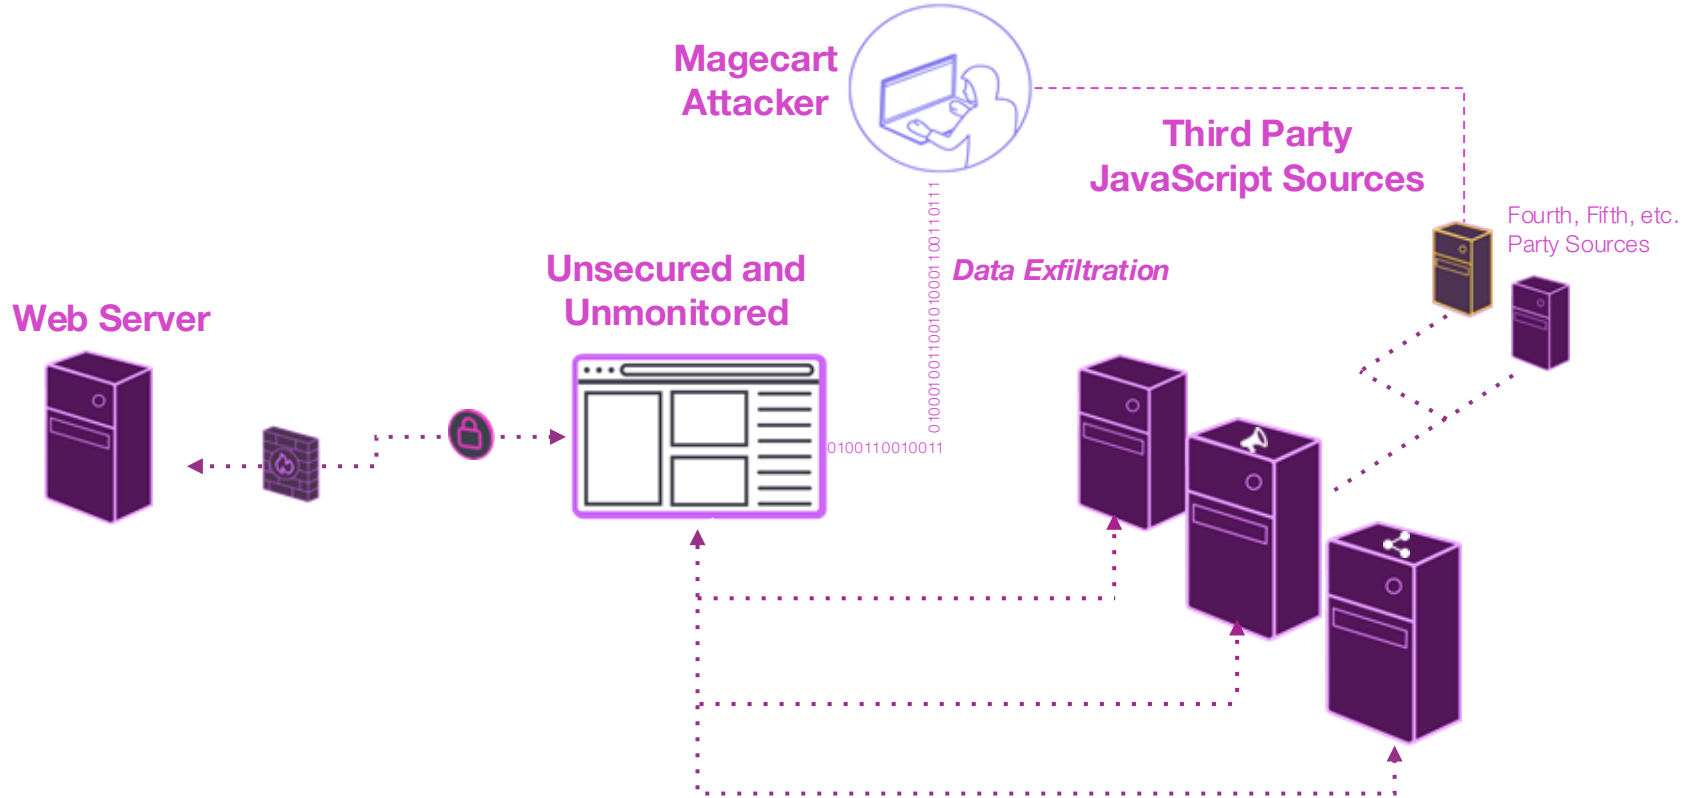 Magecart
Attacker
Third Party
JavaScript Sources
Fourth, Fifth, etc.
Party Sources
Unsecured and
Unmonitored
Data Exfiltration
Web Server
0100110010011